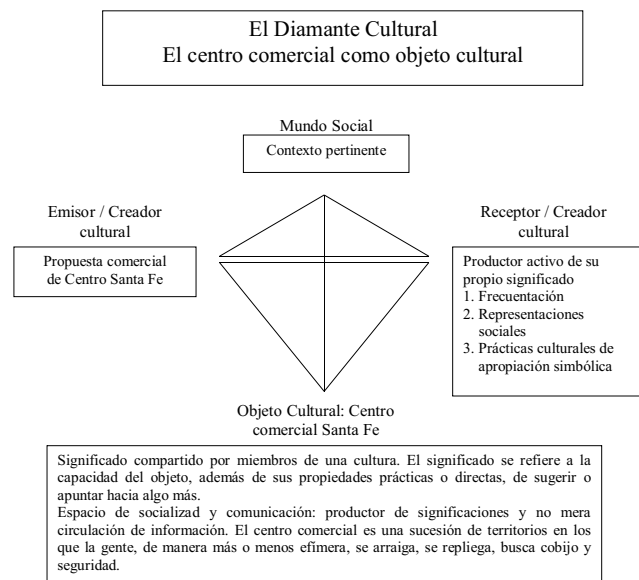 El Diamante Cultural
El centro comercial como objeto cultural
Mundo Social
Contexto pertinente
Emisor / Creador
cultural
Propuesta comercial
de Centro Santa Fe
Receptor / Creador
cultural
Productor activo de su
propio significado
1. Frecuentación
2. Representaciones
sociales
3. Prácticas culturales de
apropiación simbólica
Objeto Cultural: Centro
comercial Santa Fe
Significado compartido por miembros de una cultura. El significado se refiere a la
capacidad del objeto, además de sus propiedades prácticas o directas, de sugerir o
apuntar hacia algo más.
Espacio de socializad y comunicación: productor de significaciones y no mera
circulación de información. El centro comercial es una sucesión de territorios en los
que la gente, de manera más o menos efímera, se arraiga, se repliega, busca cobijo y
seguridad.